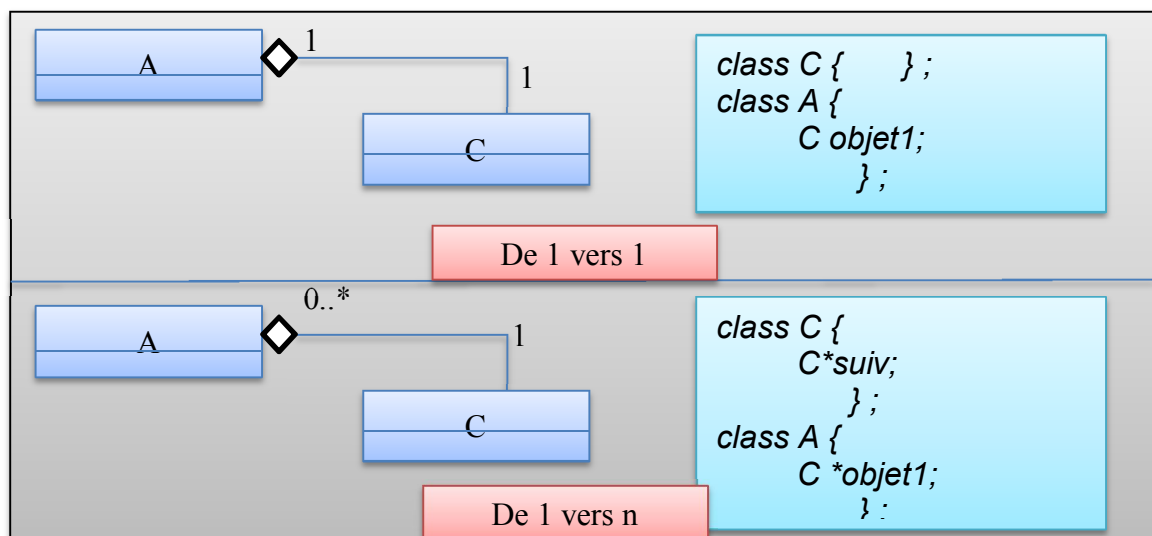 A
1
1
C
class C {       } ;
class A {
C objet1;
} ;
De 1 vers 1
A
0..*
1
C
class C {
C*suiv;
} ;
class A {
C *objet1;
} ;
De 1 vers n